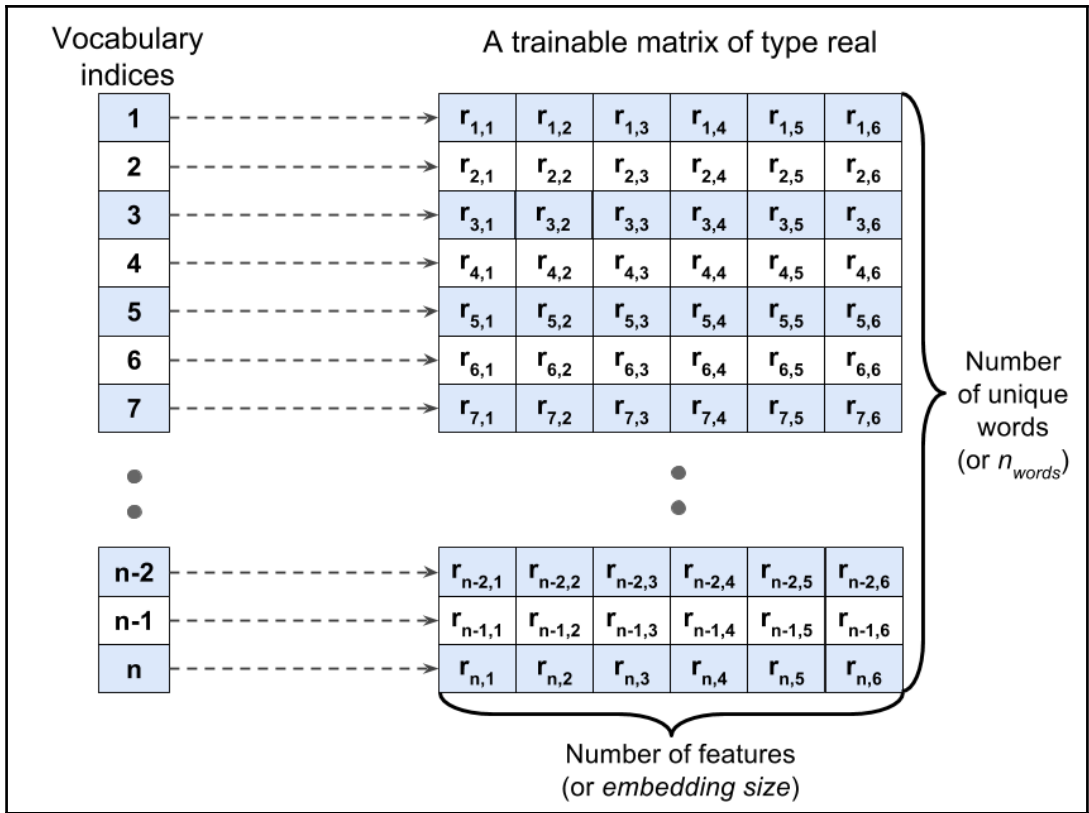 Vocabulary
indices
A trainable matrix of type real
1 r1,1 r1,2 r1,3 r1,4 r1,5 r1,6
2 r2,1 r2,2 r2,3 r2,4 r2,5 r2,6
3 r3,1 r3,2 r3,3 r3,4 r3,5 r3,6
4 r4,1 r4,2 r4,3 r4,4 r4,5 r4,6
5 r5,1 r5,2 r5,3 r5,4 r5,5 r5,6
6 r6,1 r6,2 r6,3 r6,4 r6,5 r6,6
7 r7,1 r7,2 r7,3 r7,4 r7,5 r7,6
n-2 rn-2,1 rn-2,2 rn-2,3 rn-2,4 rn-2,5 rn-2,6
n-1 rn-1,1 rn-1,2 rn-1,3 rn-1,4 rn-1,5 rn-1,6
n rn,1 rn,2 rn,3 rn,4 rn,5 rn,6
Number
of unique
words
(or nwords)
Number of features
(or embedding size)